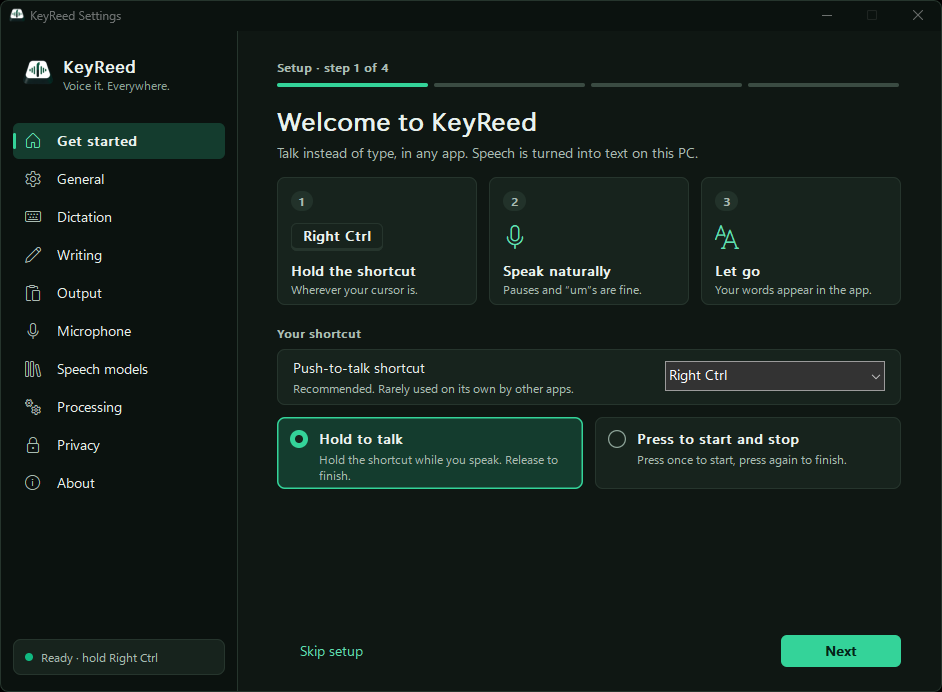 KeyReed Settings
KeyReed
Voice it. Everywhere.
Get started
General
Dictation
Writing
Output
Microphone
Speech models
Processing
Privacy
About
Ready · hold Right Ctrl
Setup · step 1 of 4
Welcome to KeyReed
Talk instead of type, in any app. Speech is turned into text on this PC.
1
Right Ctrl
Hold the shortcut
Wherever your cursor is.
2
Speak naturally
Pauses and “um”s are fine.
3
AA
Let go
Your words appear in the app.
Your shortcut
Push-to-talk shortcut
Recommended. Rarely used on its own by other apps.
Right Ctrl
Hold to talk
Hold the shortcut while you speak. Release to
finish.
Press to start and stop
Press once to start, press again to finish.
Skip setup
Next